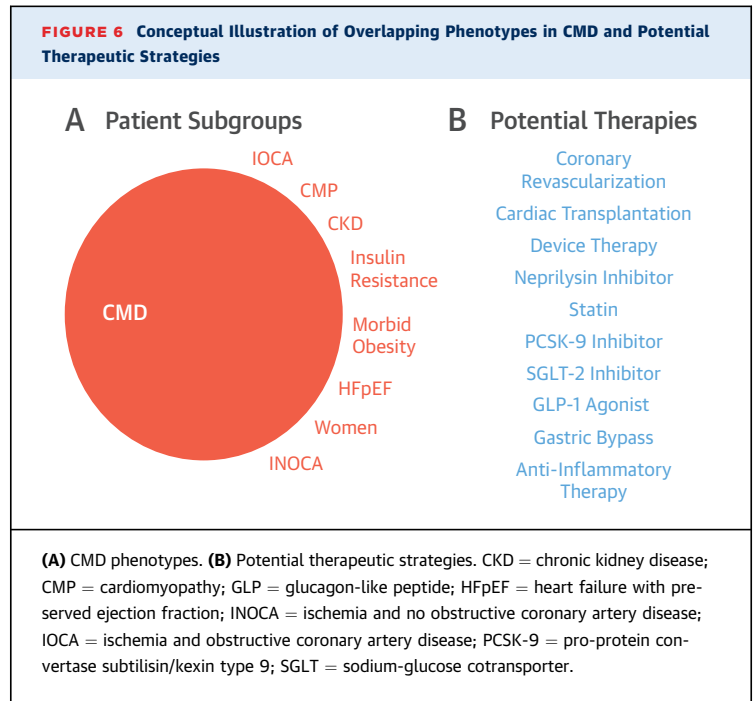 FIGURE 6 Conceptual Illustration of Overlapping Phenotypes in CMD and Potential
Therapeutic Strategies
A Patient Subgroups
IOCA
CMP
CKD
Insulin
Resistance
CMD
Morbid
Obesity
HFpEF
Women
INOCA
B Potential Therapies
Coronary
Revascularization
Cardiac Transplantation
Device Therapy
Neprilysin Inhibitor
Statin
PCSK-9 Inhibitor
SGLT-2 Inhibitor
GLP-1 Agonist
Gastric Bypass
Anti-Inflammatory
Therapy
(A) CMD phenotypes. (B) Potential therapeutic strategies. CKD = chronic kidney disease;
CMP = cardiomyopathy; GLP = glucagon-like peptide; HFpEF = heart failure with pre-
served ejection fraction; INOCA = ischemia and no obstructive coronary artery disease;
IOCA = ischemia and obstructive coronary artery disease; PCSK-9 = pro-protein con-
vertase subtilisin/kexin type 9; SGLT = sodium-glucose cotransporter.